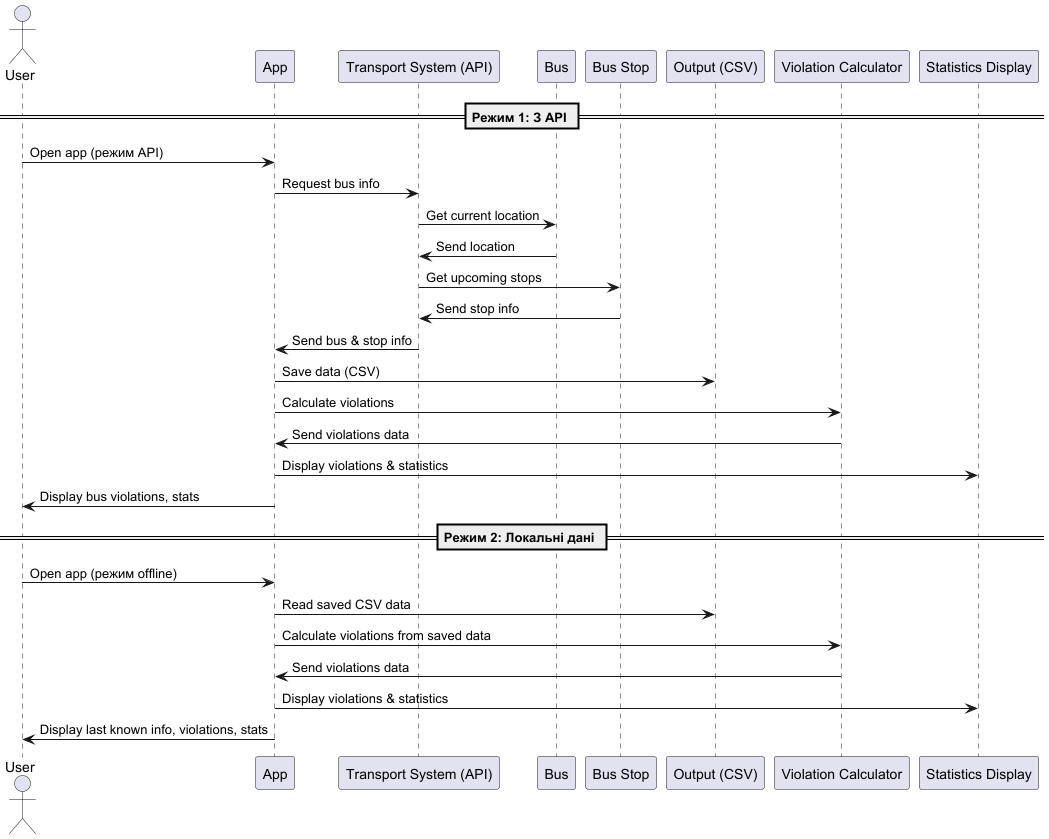 User
App
Transport System (API)
Bus
Bus Stop
Output (CSV)
Violation Calculator
Statistics Display
Режим 1: З API
Open app (режим API)
Request bus info
Get current location
Send location
Get upcoming stops
Send stop info
Send bus & stop info
Save data (CSV)
Calculate violations
Send violations data
Display violations & statistics
Display bus violations, stats
Режим 2: Локальні дані
Open app (режим offline)
Read saved CSV data
Calculate violations from saved data
Send violations data
Display violations & statistics
Display last known info, violations, stats
User
App
Transport System (API)
Bus
Bus Stop
Output (CSV)
Violation Calculator
Statistics Display